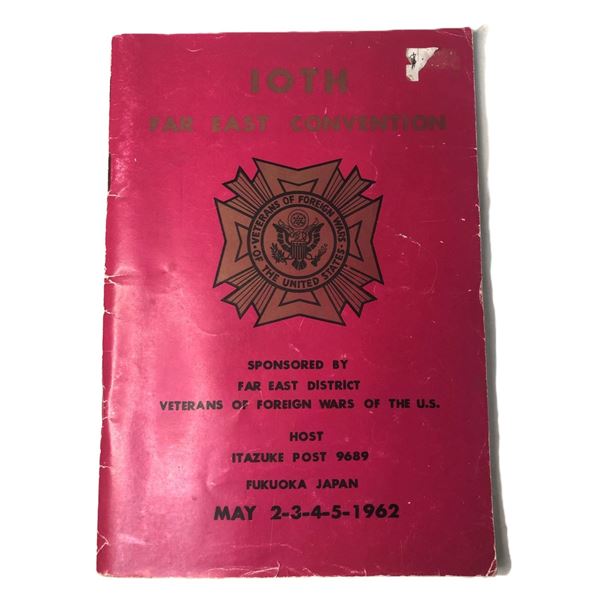 10TH
FAR EAST CONVENTION
• VETERANS OF FOREIGN WARS •
OF THE UNITED STATES
SPONSORED BY
FAR EAST DISTRICT
VETERANS OF FOREIGN WARS OF THE U.S.
HOST
ITAZUKE POST 9689
FUKUOKA JAPAN
MAY 2-3-4-5-1962